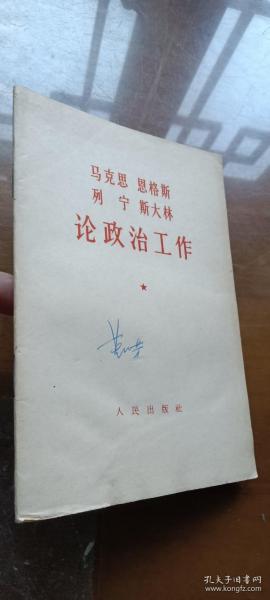 马克思 恩格斯
列宁 斯大林
论政治工作
人民出版社
孔夫子旧书网
book.kongfz.com